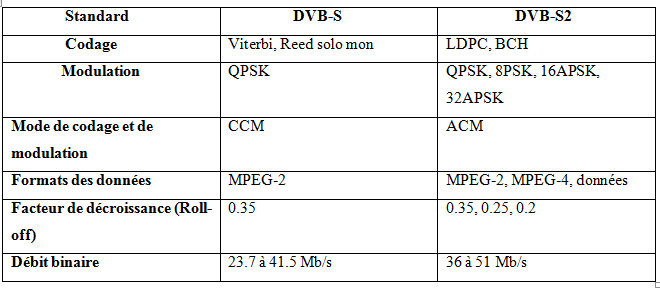 Standard DVB-S DVB-S2
Codage Viterbi, Reed solo mon LDPC, BCH
Modulation QPSK QPSK, 8PSK, 16APSK,
32APSK
Mode de codage et de CCM ACM
modulation
Formats des données MPEG-2 MPEG-2, MPEG-4, données
Facteur de décroissance (Roll- 0.35 0.35, 0.25, 0.2
off)
Débit binaire 23.7 à 41.5 Mb/s 36 à 51 Mb/s